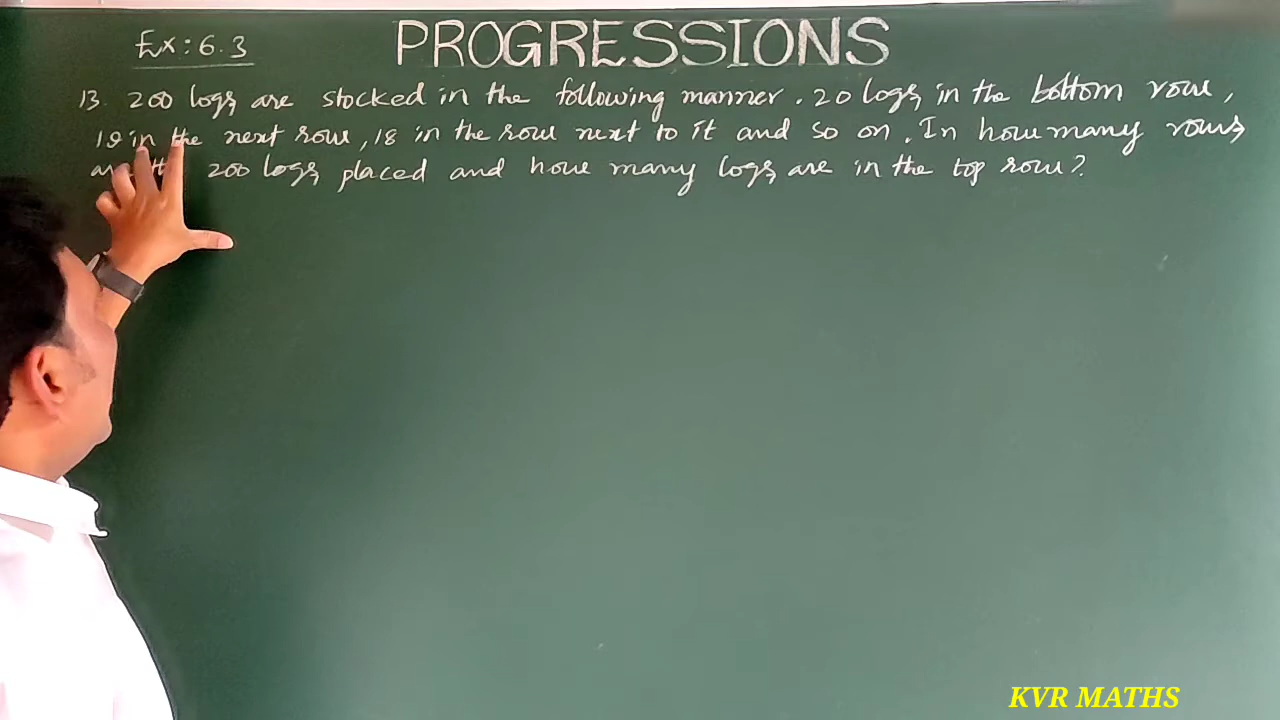 Ex: 6.3
PROGRESSIONS
13. 200 logs are stocked in the following manner. 20 logs in the bottom row,
19 in the next row, 18 in the row next to it and so on. In how many rows
200 logs placed and how many logs are in the top row?
KVR MATHS